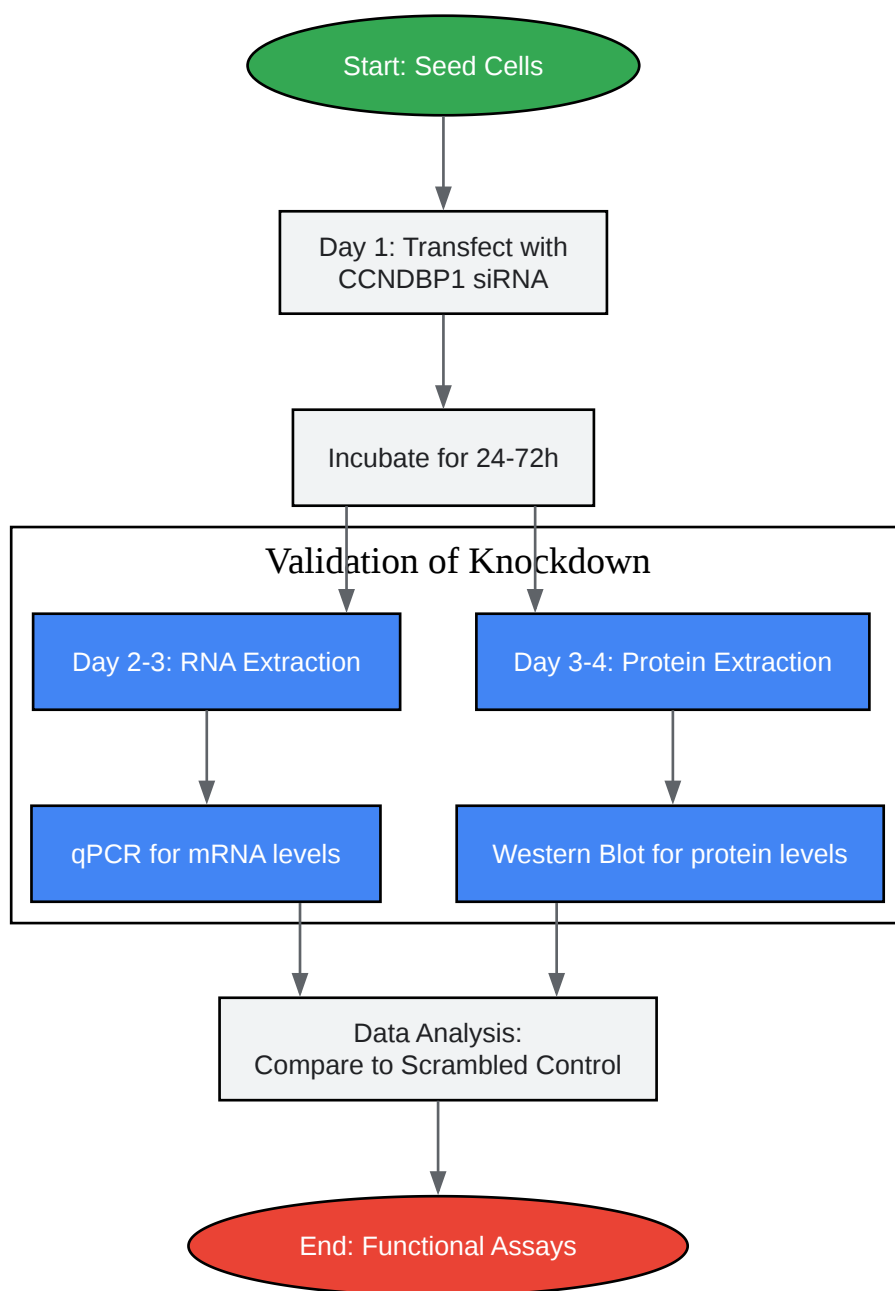 Start: Seed Cells
Day 1: Transfect with
CCNDBP1 siRNA
Incubate for 24-72h
Validation of Knockdown
Day 2-3: RNA Extraction
Day 3-4: Protein Extraction
qPCR for mRNA levels
Western Blot for protein levels
Data Analysis:
Compare to Scrambled Control
End: Functional Assays